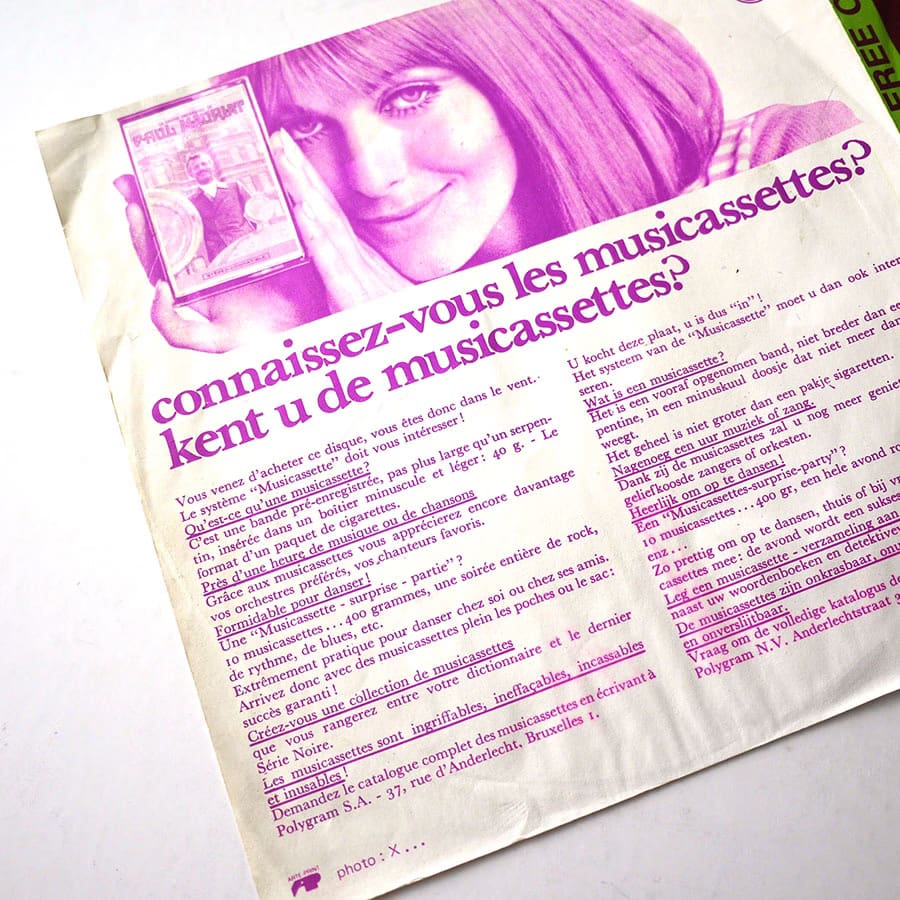 FREE
PAUL MAURIAT
connaissez-vous les musicassettes?
kent u de musicassettes?
Vous venez d'acheter ce disque, vous êtes donc dans le vent.
Le système "Musicassette" doit vous intéresser!
Qu'est-ce qu'une musicassette?
C'est une bande pré-enregistrée, pas plus large qu'un serpen-
tin, insérée dans un boîtier minuscule et léger: 40 g. - Le
format d'un paquet de cigarettes.
Près d'une heure de musique ou de chansons
Grâce aux musicassettes vous apprécierez encore davantage
vos orchestres préférés, vos chanteurs favoris.
Formidable pour danser!
Une "Musicassette - surprise - partie"?
10 musicassettes...400 grammes, une soirée entière de rock,
de rythme, de blues, etc.
Extrêmement pratique pour danser chez soi ou chez ses amis.
Arrivez donc avec des musicassettes plein les poches ou le sac:
succès garanti!
Créez-vous une collection de musicassettes
que vous rangerez entre votre dictionnaire et le dernier
Série Noire.
Les musicassettes sont ingriffables, ineffaçables, incassables
et inusables!
Demandez le catalogue complet des musicassettes en écrivant à
Polygram S.A. - 37, rue d'Anderlecht, Bruxelles 1.
U kocht deze plaat, u is dus "in"!
Het systeem van de "Musicassette" moet u dan ook
seren.
Wat is een musicassette?
Het is een vooraf opgenomen band, niet breder dan
pentine, in een minuskuul doosje dat niet meer
weegt.
Het geheel is niet groter dan een pakje sigaretten.
Nagenoeg een uur muziek of zang.
Dank zij de musicassettes zal u nog meer
geliefkoosde zangers of orkesten.
Heerlijk om op te dansen!
Een "Musicassettes-surprise-party"?
10 musicassettes...400 gr, een hele avond
enz...
Zo prettig om op te dansen, thuis of bij
cassettes mee: de avond wordt een
Leg een musicassette - verzameling aan
naast uw woordenboeken en
De musicassettes zijn onkrasbaar,
en onverslijtbaar.
Vraag om de volledige katalogus
Polygram N.V. Anderlechtstraat
ARTE PRINT
photo : X...